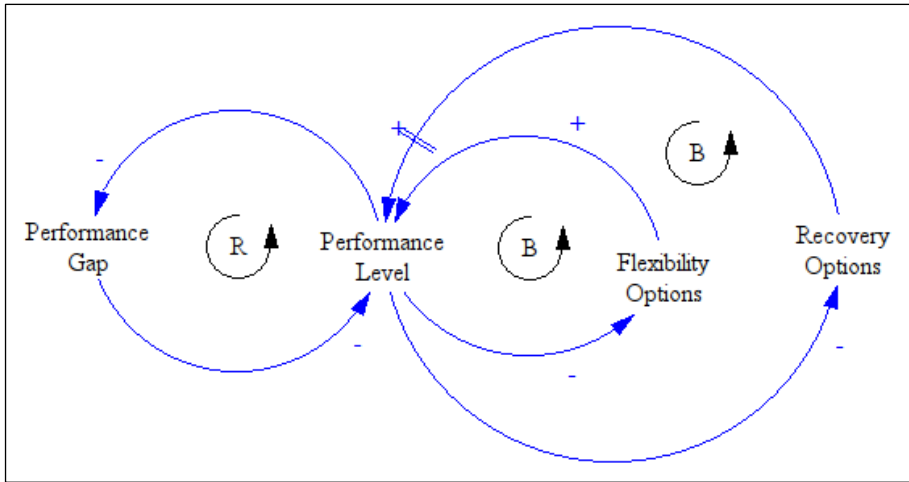 +
+
-
B
Performance
Gap
R
Performance
Level
B
Flexibility
Options
Recovery
Options
-
-
-